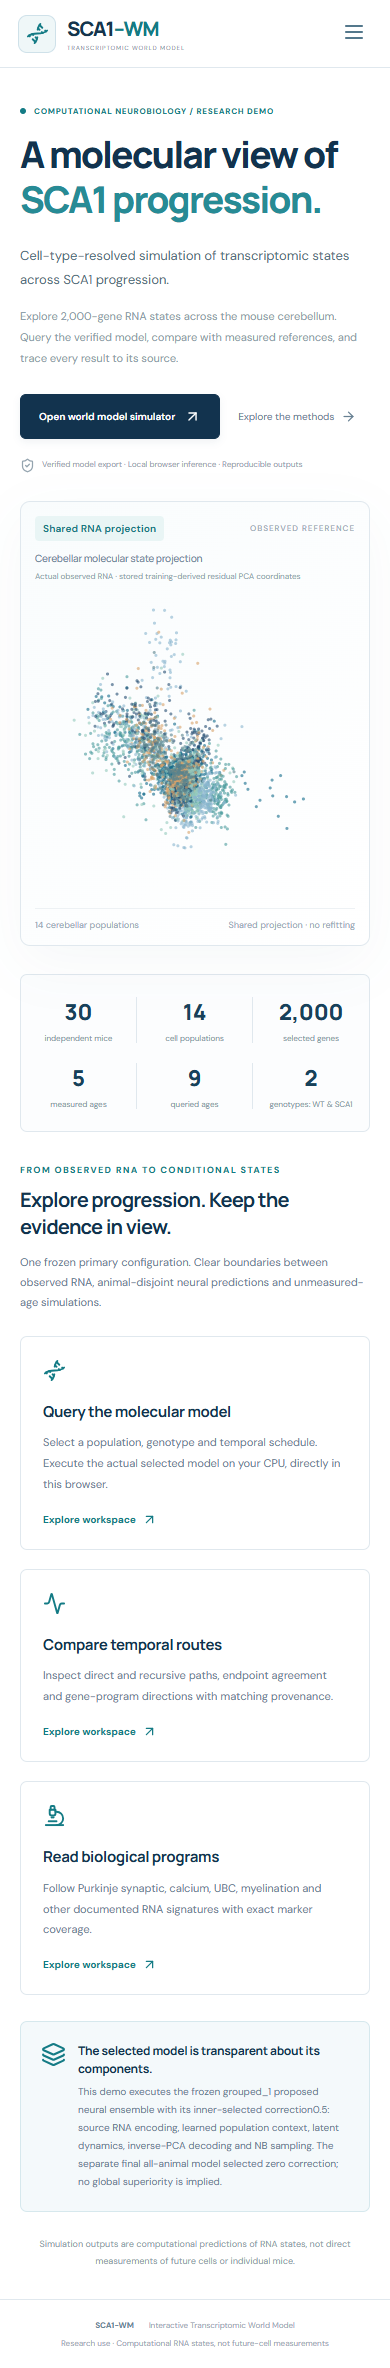 SCA1-WM
TRANSCRIPTOMIC WORLD MODEL
COMPUTATIONAL NEUROBIOLOGY / RESEARCH DEMO
A molecular view of
SCA1 progression.
Cell-type-resolved simulation of transcriptomic states
across SCA1 progression.
Explore 2,000-gene RNA states across the mouse cerebellum.
Query the verified model, compare with measured references, and
trace every result to its source.
Open world model simulator
Explore the methods
Verified model export · Local browser inference · Reproducible outputs
Shared RNA projection
OBSERVED REFERENCE
Cerebellar molecular state projection
Actual observed RNA · stored training-derived residual PCA coordinates
14 cerebellar populations
Shared projection · no refitting
30 14 2,000
independent mice cell populations selected genes
5 9 2
measured ages queried ages genotypes: WT & SCA1
FROM OBSERVED RNA TO CONDITIONAL STATES
Explore progression. Keep the
evidence in view.
One frozen primary configuration. Clear boundaries between
observed RNA, animal-disjoint neural predictions and unmeasured-
age simulations.
Query the molecular model
Select a population, genotype and temporal schedule.
Execute the actual selected model on your CPU, directly in
this browser.
Explore workspace
Compare temporal routes
Inspect direct and recursive paths, endpoint agreement
and gene-program directions with matching provenance.
Explore workspace
Read biological programs
Follow Purkinje synaptic, calcium, UBC, myelination and
other documented RNA signatures with exact marker
coverage.
Explore workspace
The selected model is transparent about its
components.
This demo executes the frozen grouped_1 proposed
neural ensemble with its inner-selected correction0.5:
source RNA encoding, learned population context, latent
dynamics, inverse-PCA decoding and NB sampling. The
separate final all-animal model selected zero correction;
no global superiority is implied.
Simulation outputs are computational predictions of RNA states, not direct
measurements of future cells or individual mice.
SCA1-WM Interactive Transcriptomic World Model
Research use · Computational RNA states, not future-cell measurements